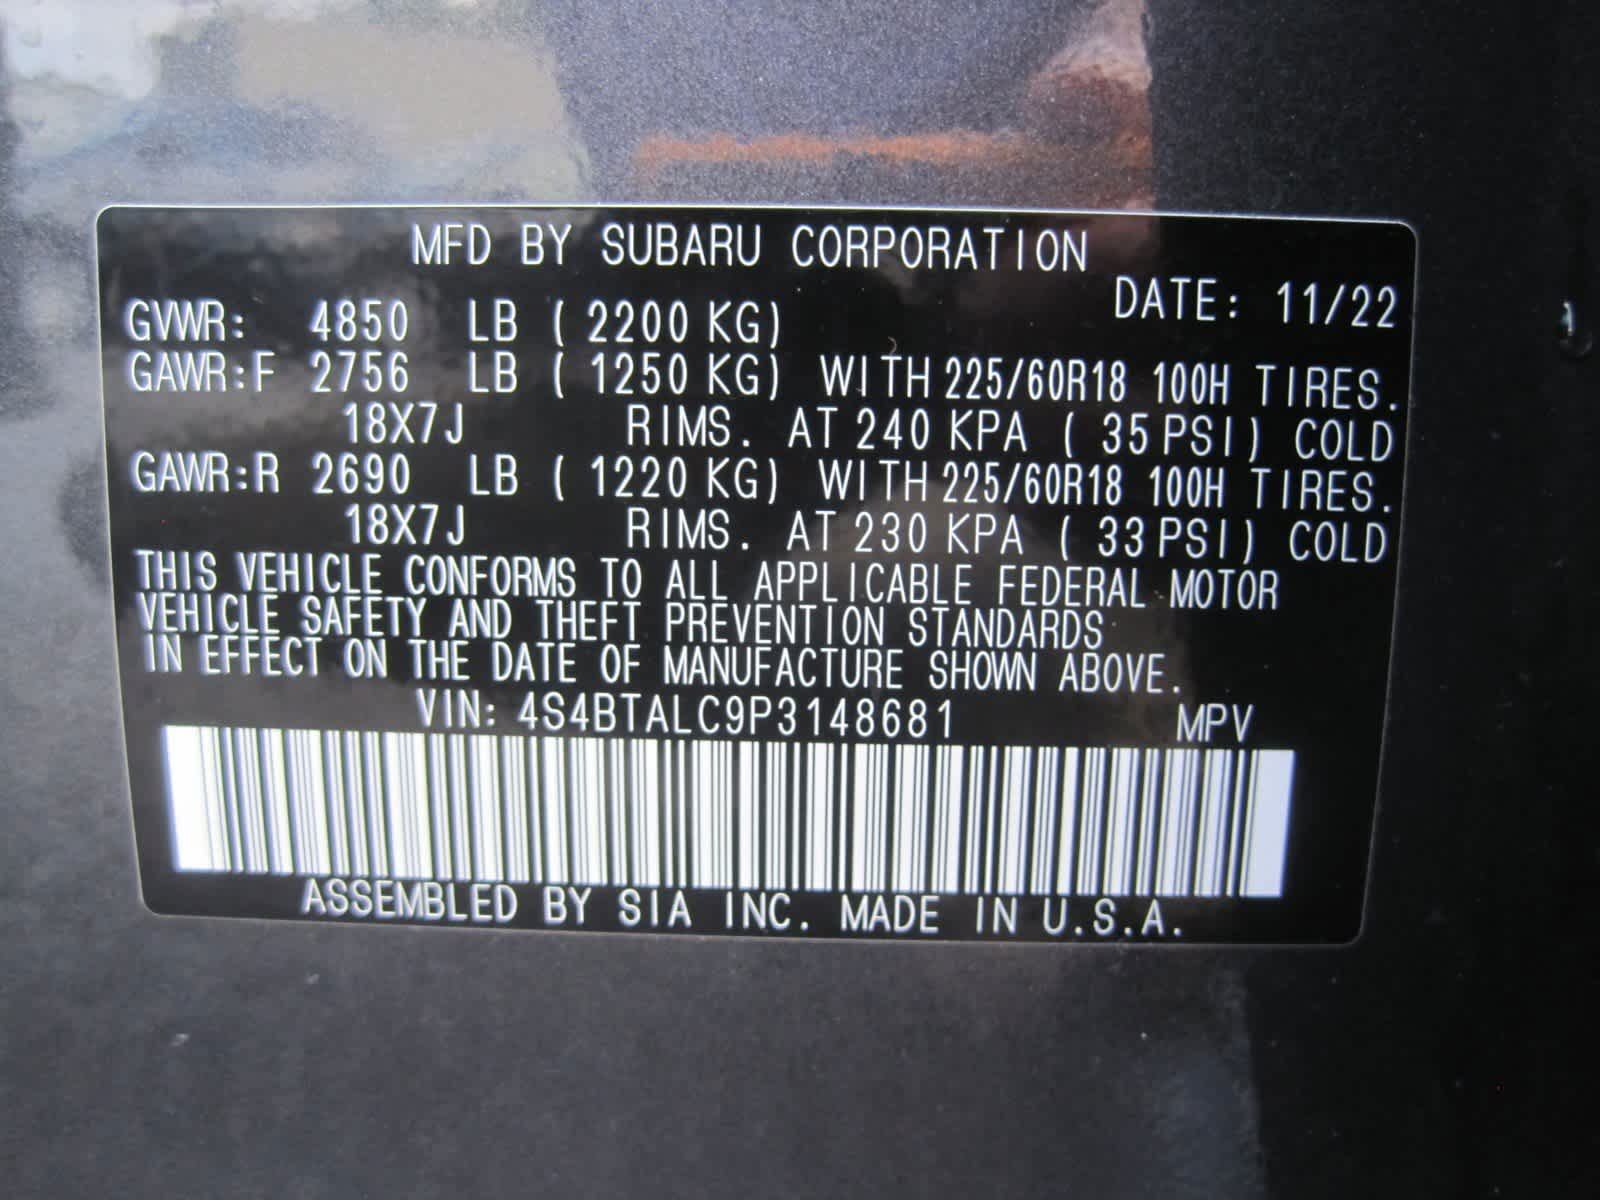 MFD BY SUBARU CORPORATION
DATE: 11/22
GVWR: 4850 LB ( 2200 KG)
GAWR:F 2756 LB ( 1250 KG) WITH 225/60R18 100H TIRES.
18X7J RIMS. AT 240 KPA ( 35 PSI) COLD
GAWR:R 2690 LB ( 1220 KG) WITH 225/60R18 100H TIRES.
18X7J RIMS. AT 230 KPA ( 33 PSI) COLD
THIS VEHICLE CONFORMS TO ALL APPLICABLE FEDERAL MOTOR
VEHICLE SAFETY AND THEFT PREVENTION STANDARDS
IN EFFECT ON THE DATE OF MANUFACTURE SHOWN ABOVE.
VIN: 4S4BTALC9P3148681 MPV
ASSEMBLED BY SIA INC. MADE IN U.S.A.